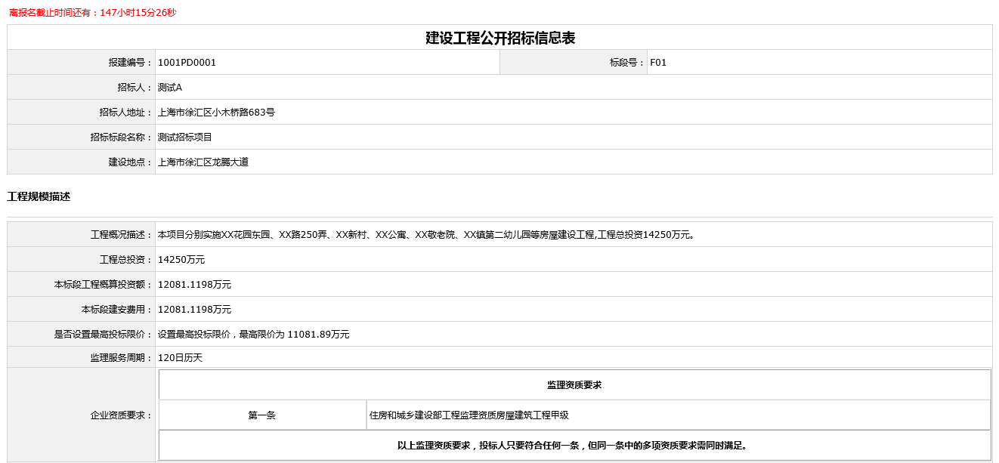 离报名截止时间还有：147小时15分26秒
建设工程公开招标信息表
报建编号： 1001PD0001 标段号： F01
招标人： 测试A
招标人地址： 上海市徐汇区小木桥路683号
招标标段名称： 测试招标项目
建设地点： 上海市徐汇区龙腾大道
工程规模描述
工程概况描述： 本项目分别实施XX花园东园、XX路250弄、XX新村、XX公寓、XX敬老院、XX镇第二幼儿园等房屋建设工程,工程总投资14250万元。
工程总投资： 14250万元
本标段工程概算投资额： 12081.1198万元
本标段建安费用： 12081.1198万元
是否设置最高投标限价： 设置最高投标限价，最高限价为 11081.89万元
监理服务周期： 120日历天
监理资质要求
企业资质要求： 第一条 住房和城乡建设部工程监理资质房屋建筑工程甲级
以上监理资质要求，投标人只要符合任何一条，但同一条中的多项资质要求需同时满足。